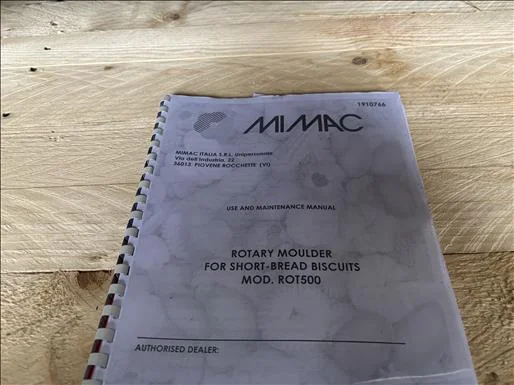 1910766
MIMAC
MIMAC ITALIA S.R.L. Unipersonale
Via dell'Industria, 22
36013 PIOVENE ROCCHETTE (VI)
USE AND MAINTENANCE MANUAL
ROTARY MOULDER
FOR SHORT-BREAD BISCUITS
MOD. ROT500
AUTHORISED DEALER: